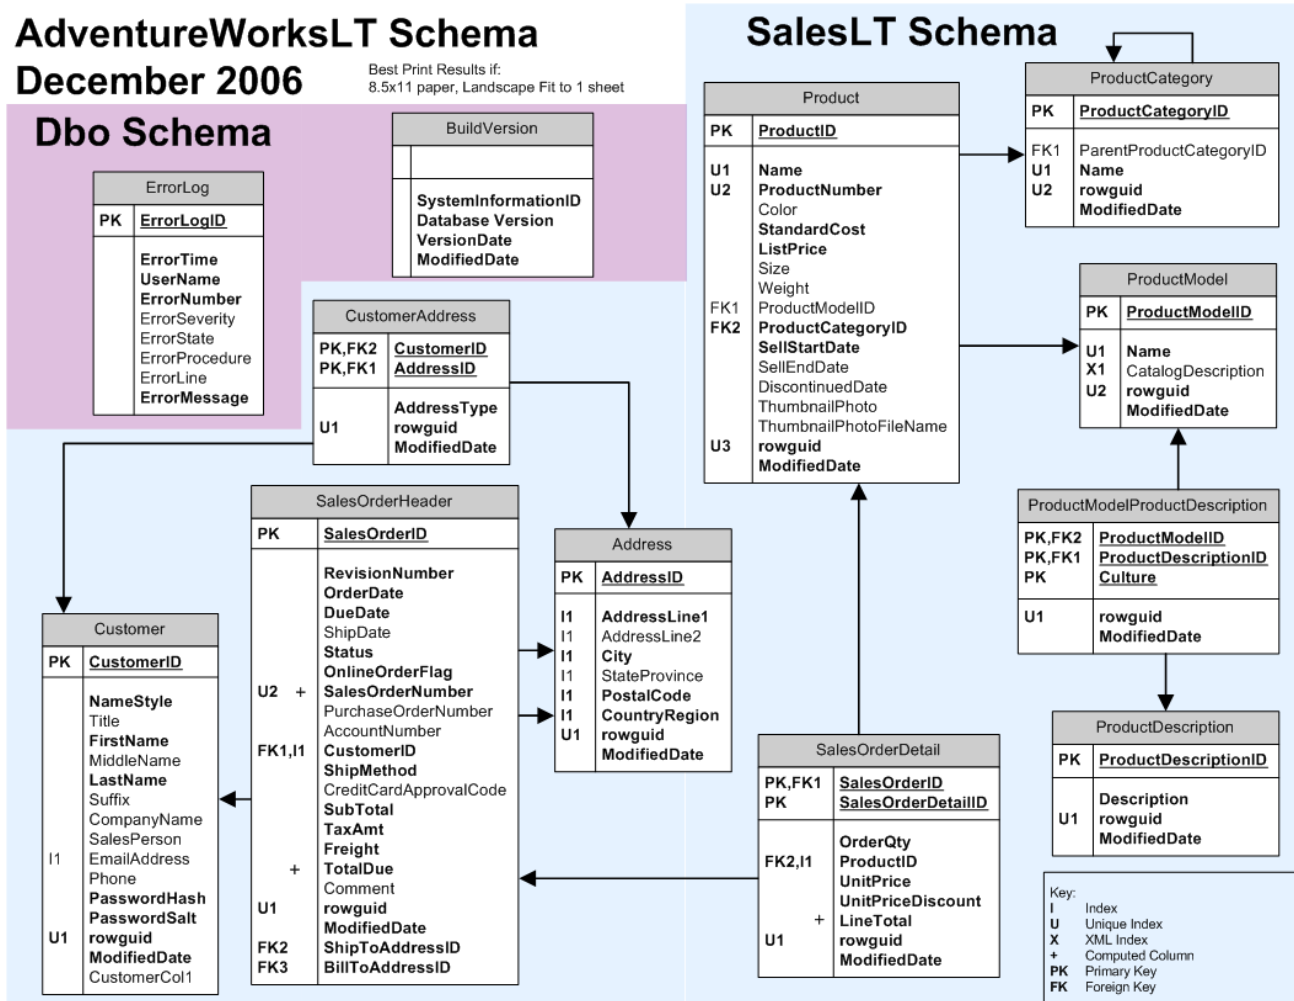 AdventureWorksLT Schema
December 2006
Best Print Results if:
8.5x11 paper, Landscape Fit to 1 sheet
SalesLT Schema
Dbo Schema
ErrorLog
PK ErrorLogID
ErrorTime
UserName
ErrorNumber
ErrorSeverity
ErrorState
ErrorProcedure
ErrorLine
ErrorMessage
BuildVersion
SystemInformationID
Database Version
VersionDate
ModifiedDate
CustomerAddress
PK,FK2 CustomerID
PK,FK1 AddressID
AddressType
U1 rowguid
ModifiedDate
SalesOrderHeader
PK SalesOrderID
RevisionNumber
OrderDate
DueDate
ShipDate
Status
OnlineOrderFlag
U2 + SalesOrderNumber
PurchaseOrderNumber
AccountNumber
FK1,I1 CustomerID
ShipMethod
CreditCardApprovalCode
SubTotal
TaxAmt
Freight
+ TotalDue
Comment
U1 rowguid
ModifiedDate
FK2 ShipToAddressID
FK3 BillToAddressID
Customer
PK CustomerID
NameStyle
Title
FirstName
MiddleName
LastName
Suffix
CompanyName
SalesPerson
I1 EmailAddress
Phone
PasswordHash
PasswordSalt
U1 rowguid
ModifiedDate
CustomerCol1
Address
PK AddressID
I1 AddressLine1
I1 AddressLine2
I1 City
I1 StateProvince
I1 PostalCode
I1 CountryRegion
U1 rowguid
ModifiedDate
Product
PK ProductID
U1 Name
U2 ProductNumber
Color
StandardCost
ListPrice
Size
Weight
FK1 ProductModelID
FK2 ProductCategoryID
SellStartDate
SellEndDate
DiscontinuedDate
ThumbnailPhoto
ThumbnailPhotoFileName
U3 rowguid
ModifiedDate
ProductCategory
PK ProductCategoryID
FK1 ParentProductCategoryID
U1 Name
U2 rowguid
ModifiedDate
ProductModel
PK ProductModelID
U1 Name
X1 CatalogDescription
U2 rowguid
ModifiedDate
ProductModelProductDescription
PK,FK2 ProductModelID
PK,FK1 ProductDescriptionID
PK Culture
U1 rowguid
ModifiedDate
ProductDescription
PK ProductDescriptionID
Description
U1 rowguid
ModifiedDate
SalesOrderDetail
PK,FK1 SalesOrderID
PK SalesOrderDetailID
OrderQty
FK2,I1 ProductID
UnitPrice
UnitPriceDiscount
+ LineTotal
U1 rowguid
ModifiedDate
Key:
I Index
U Unique Index
X XML Index
+ Computed Column
PK Primary Key
FK Foreign Key